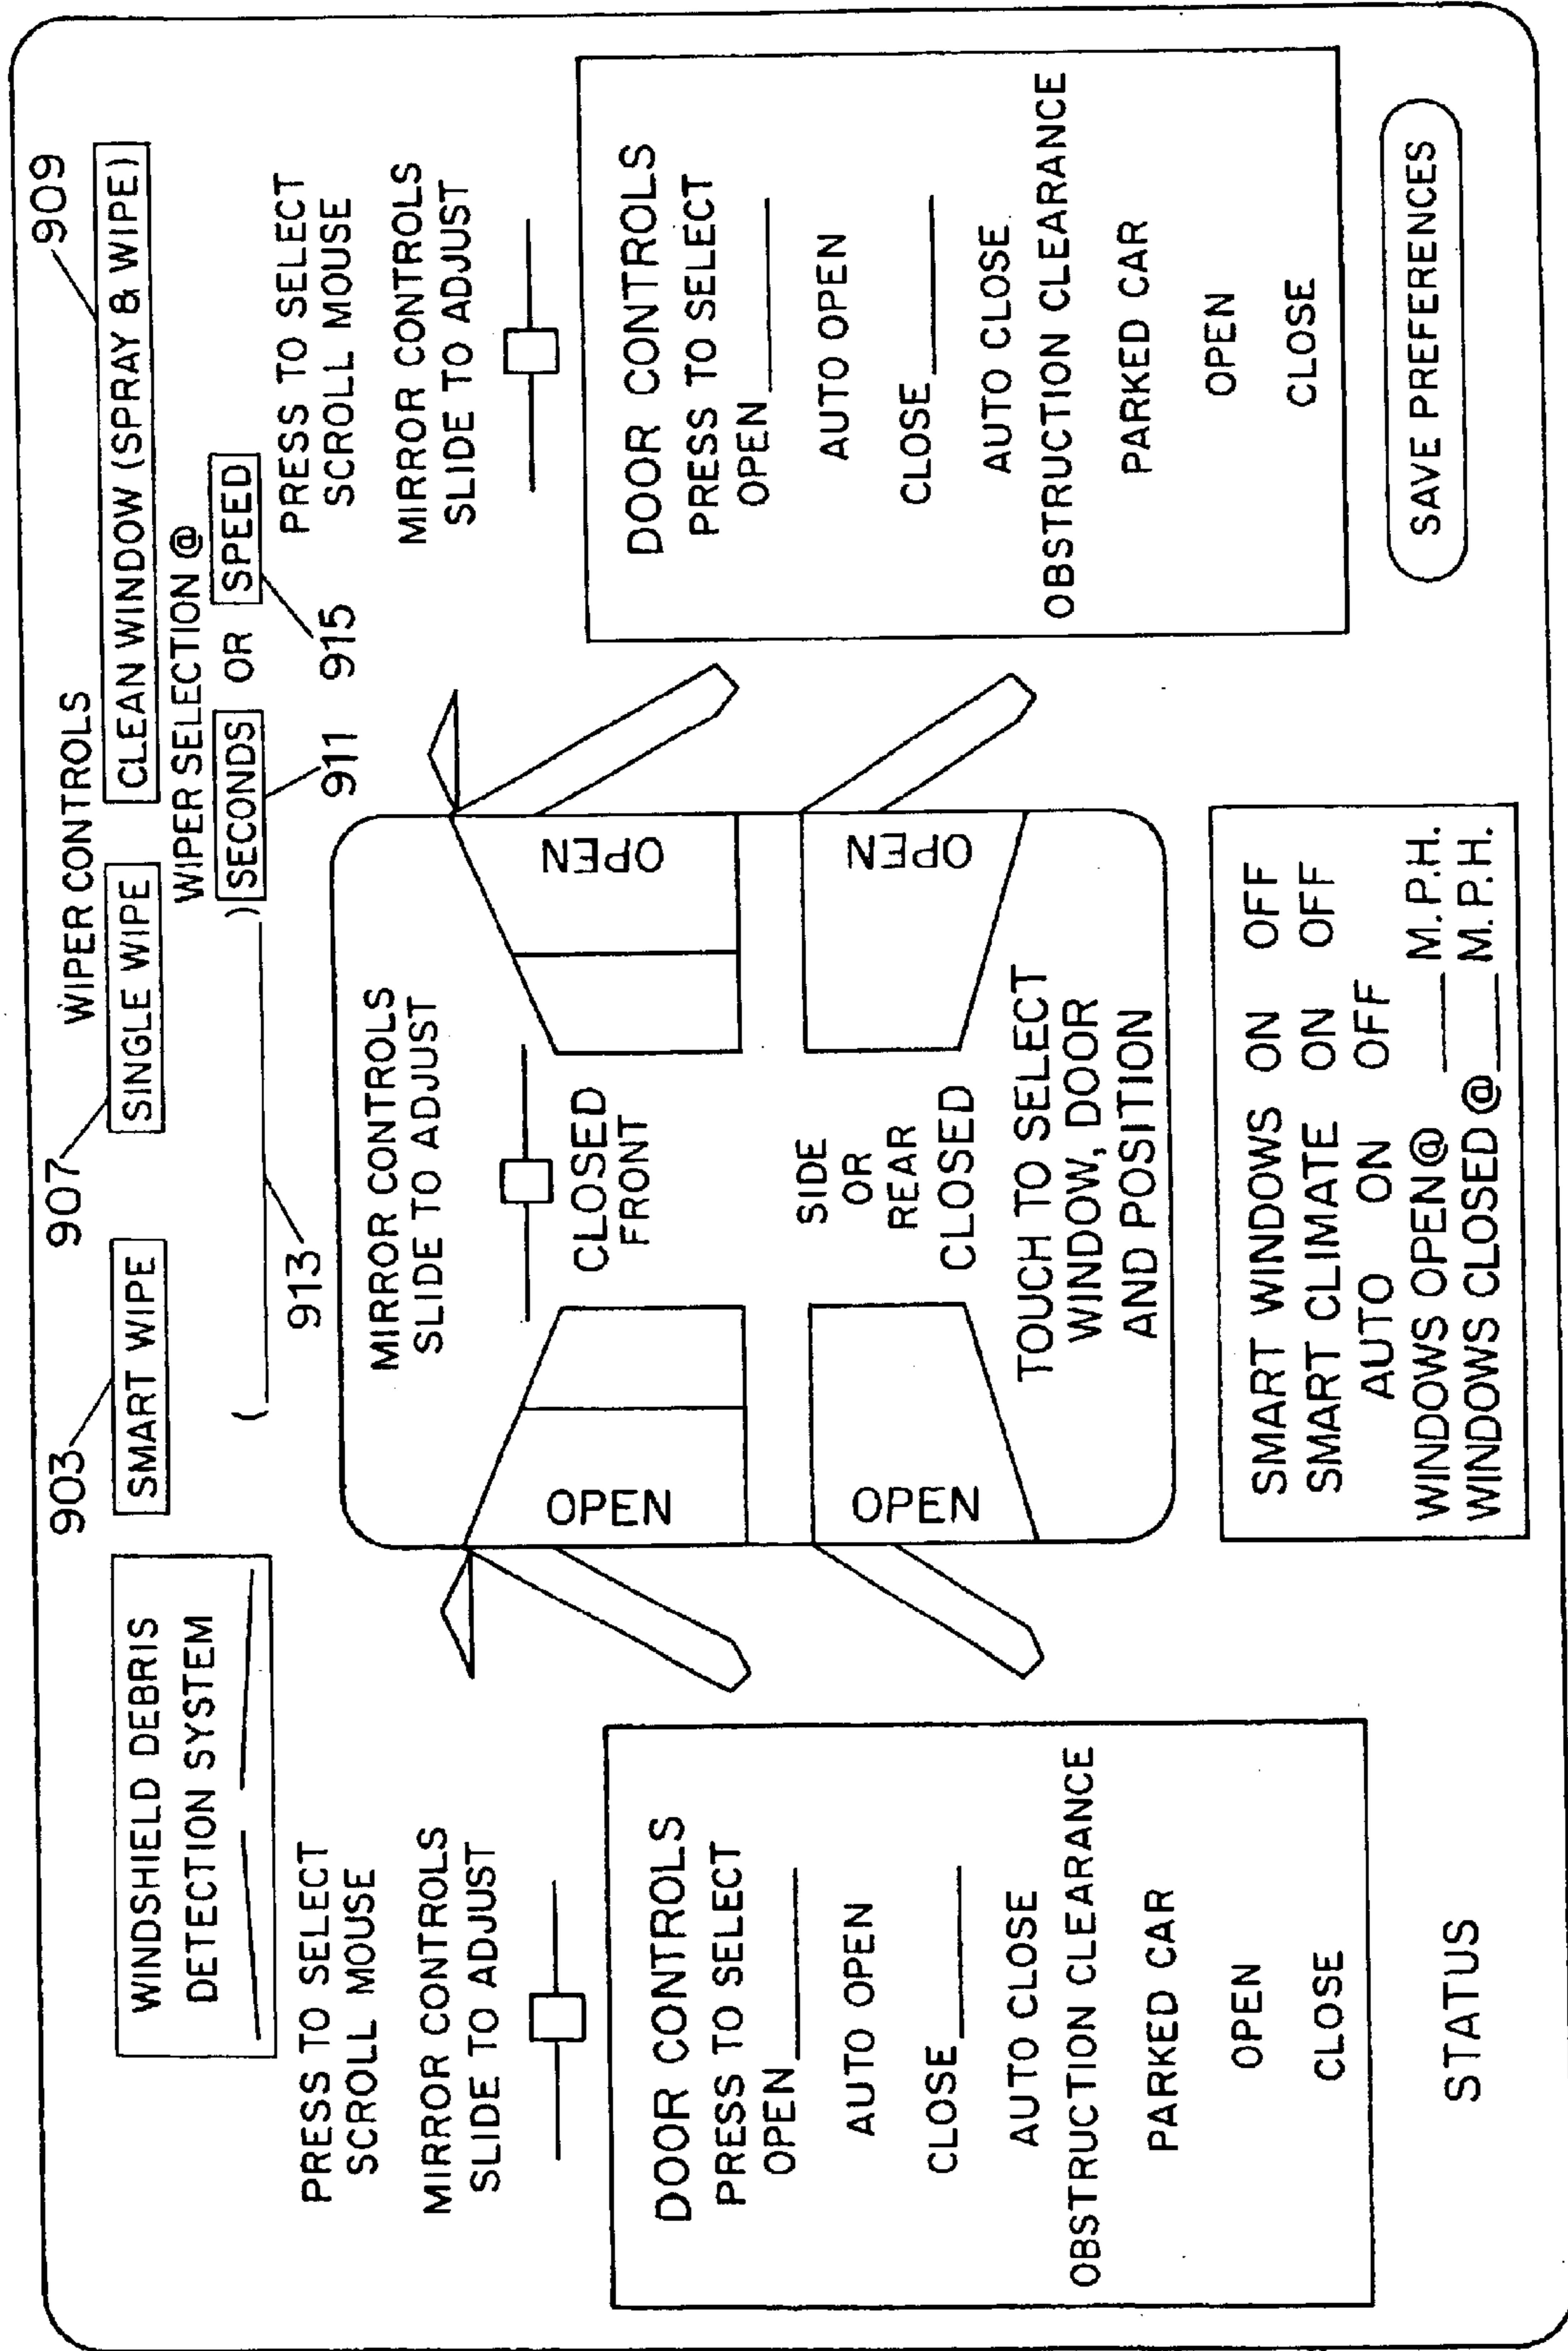 903
907
WIPER CONTROLS
909
WINDSHIELD DEBRIS
DETECTION SYSTEM
SMART WIPE
SINGLE WIPE
CLEAN WINDOW (SPRAY & WIPE)
WIPER SELECTION @
( ) SECONDS OR SPEED
913
911
915
PRESS TO SELECT
SCROLL MOUSE
MIRROR CONTROLS
SLIDE TO ADJUST
DOOR CONTROLS
PRESS TO SELECT
OPEN
AUTO OPEN
CLOSE
AUTO CLOSE
OBSTRUCTION CLEARANCE
PARKED CAR
OPEN
CLOSE
STATUS
MIRROR CONTROLS
SLIDE TO ADJUST
CLOSED
FRONT
OPEN
OPEN
SIDE
OR
REAR
CLOSED
OPEN
OPEN
TOUCH TO SELECT
WINDOW, DOOR
AND POSITION
SMART WINDOWS ON OFF
SMART CLIMATE ON OFF
AUTO ON OFF
WINDOWS OPEN @ ____ M.P.H.
WINDOWS CLOSED @ ____ M.P.H.
PRESS TO SELECT
SCROLL MOUSE
MIRROR CONTROLS
SLIDE TO ADJUST
DOOR CONTROLS
PRESS TO SELECT
OPEN
AUTO OPEN
CLOSE
AUTO CLOSE
OBSTRUCTION CLEARANCE
PARKED CAR
OPEN
CLOSE
SAVE PREFERENCES